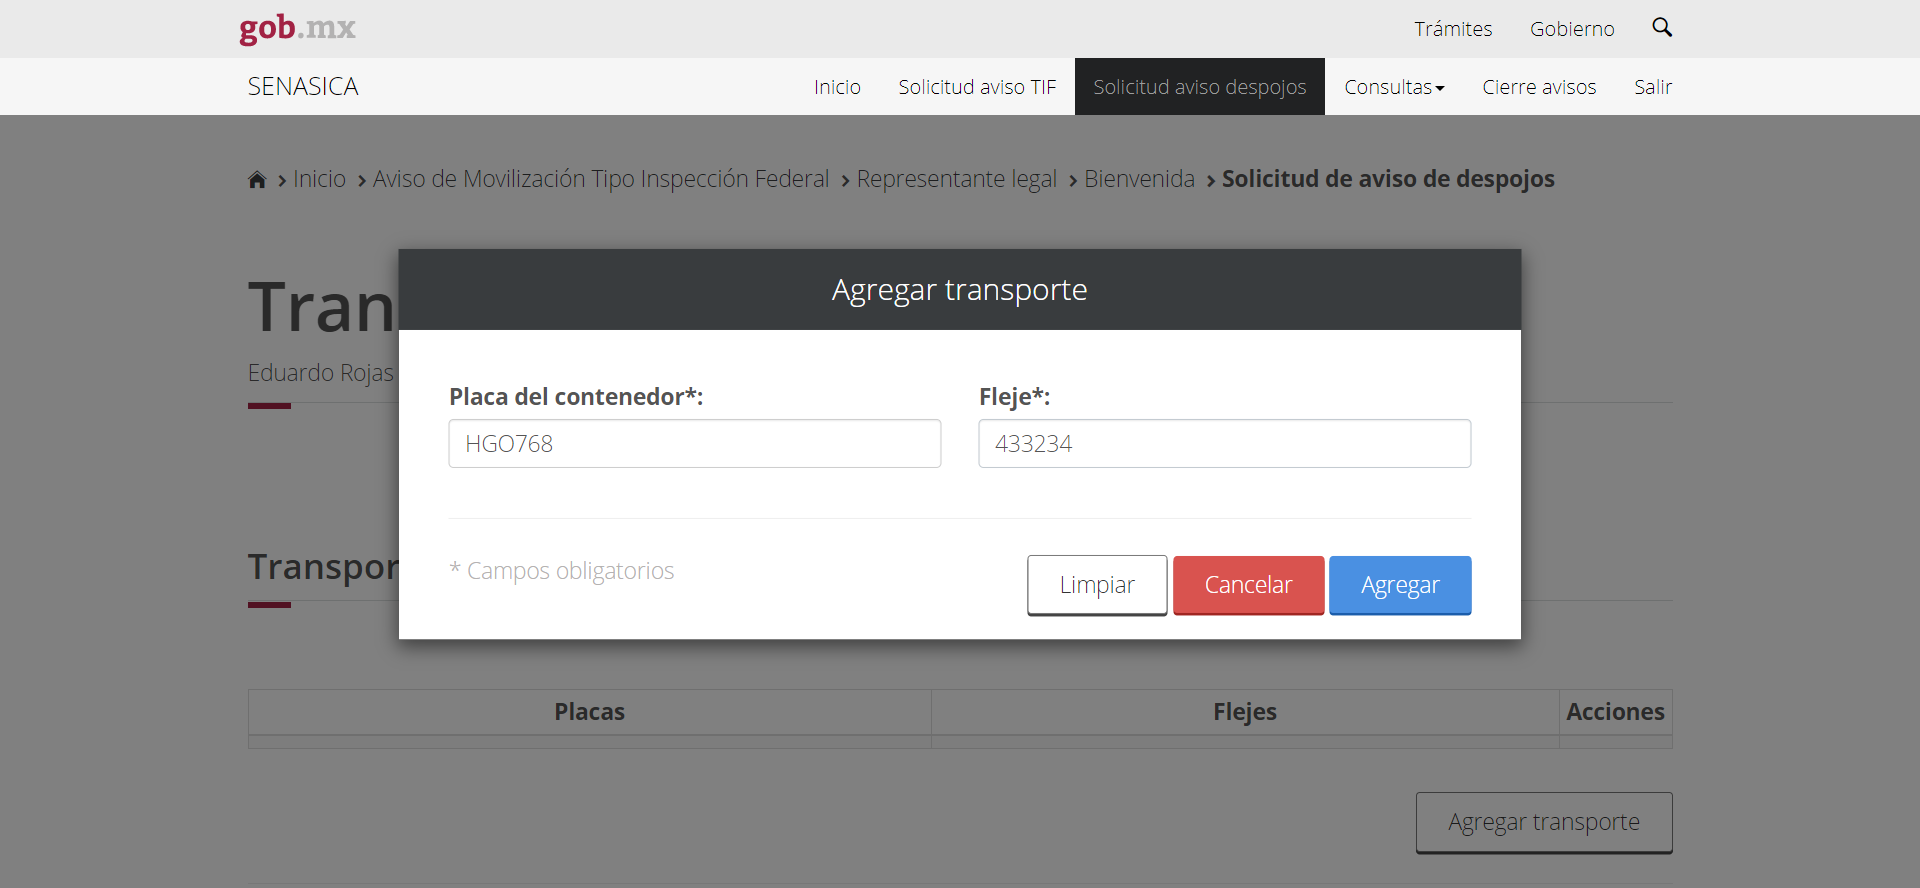 gob.mx
Trámites
Gobierno
SENASICA
Inicio
Solicitud aviso TIF
Solicitud aviso despojos
Consultas
Cierre avisos
Salir
Inicio
Aviso de Movilización Tipo Inspección Federal
Representante legal
Bienvenida
Solicitud de aviso de despojos
Tran
Eduardo Rojas
Agregar transporte
Placa del contenedor*:
Fleje*:
HGO768
433234
* Campos obligatorios
Limpiar
Cancelar
Agregar
Transpor
Placas
Flejes
Acciones
Agregar transporte